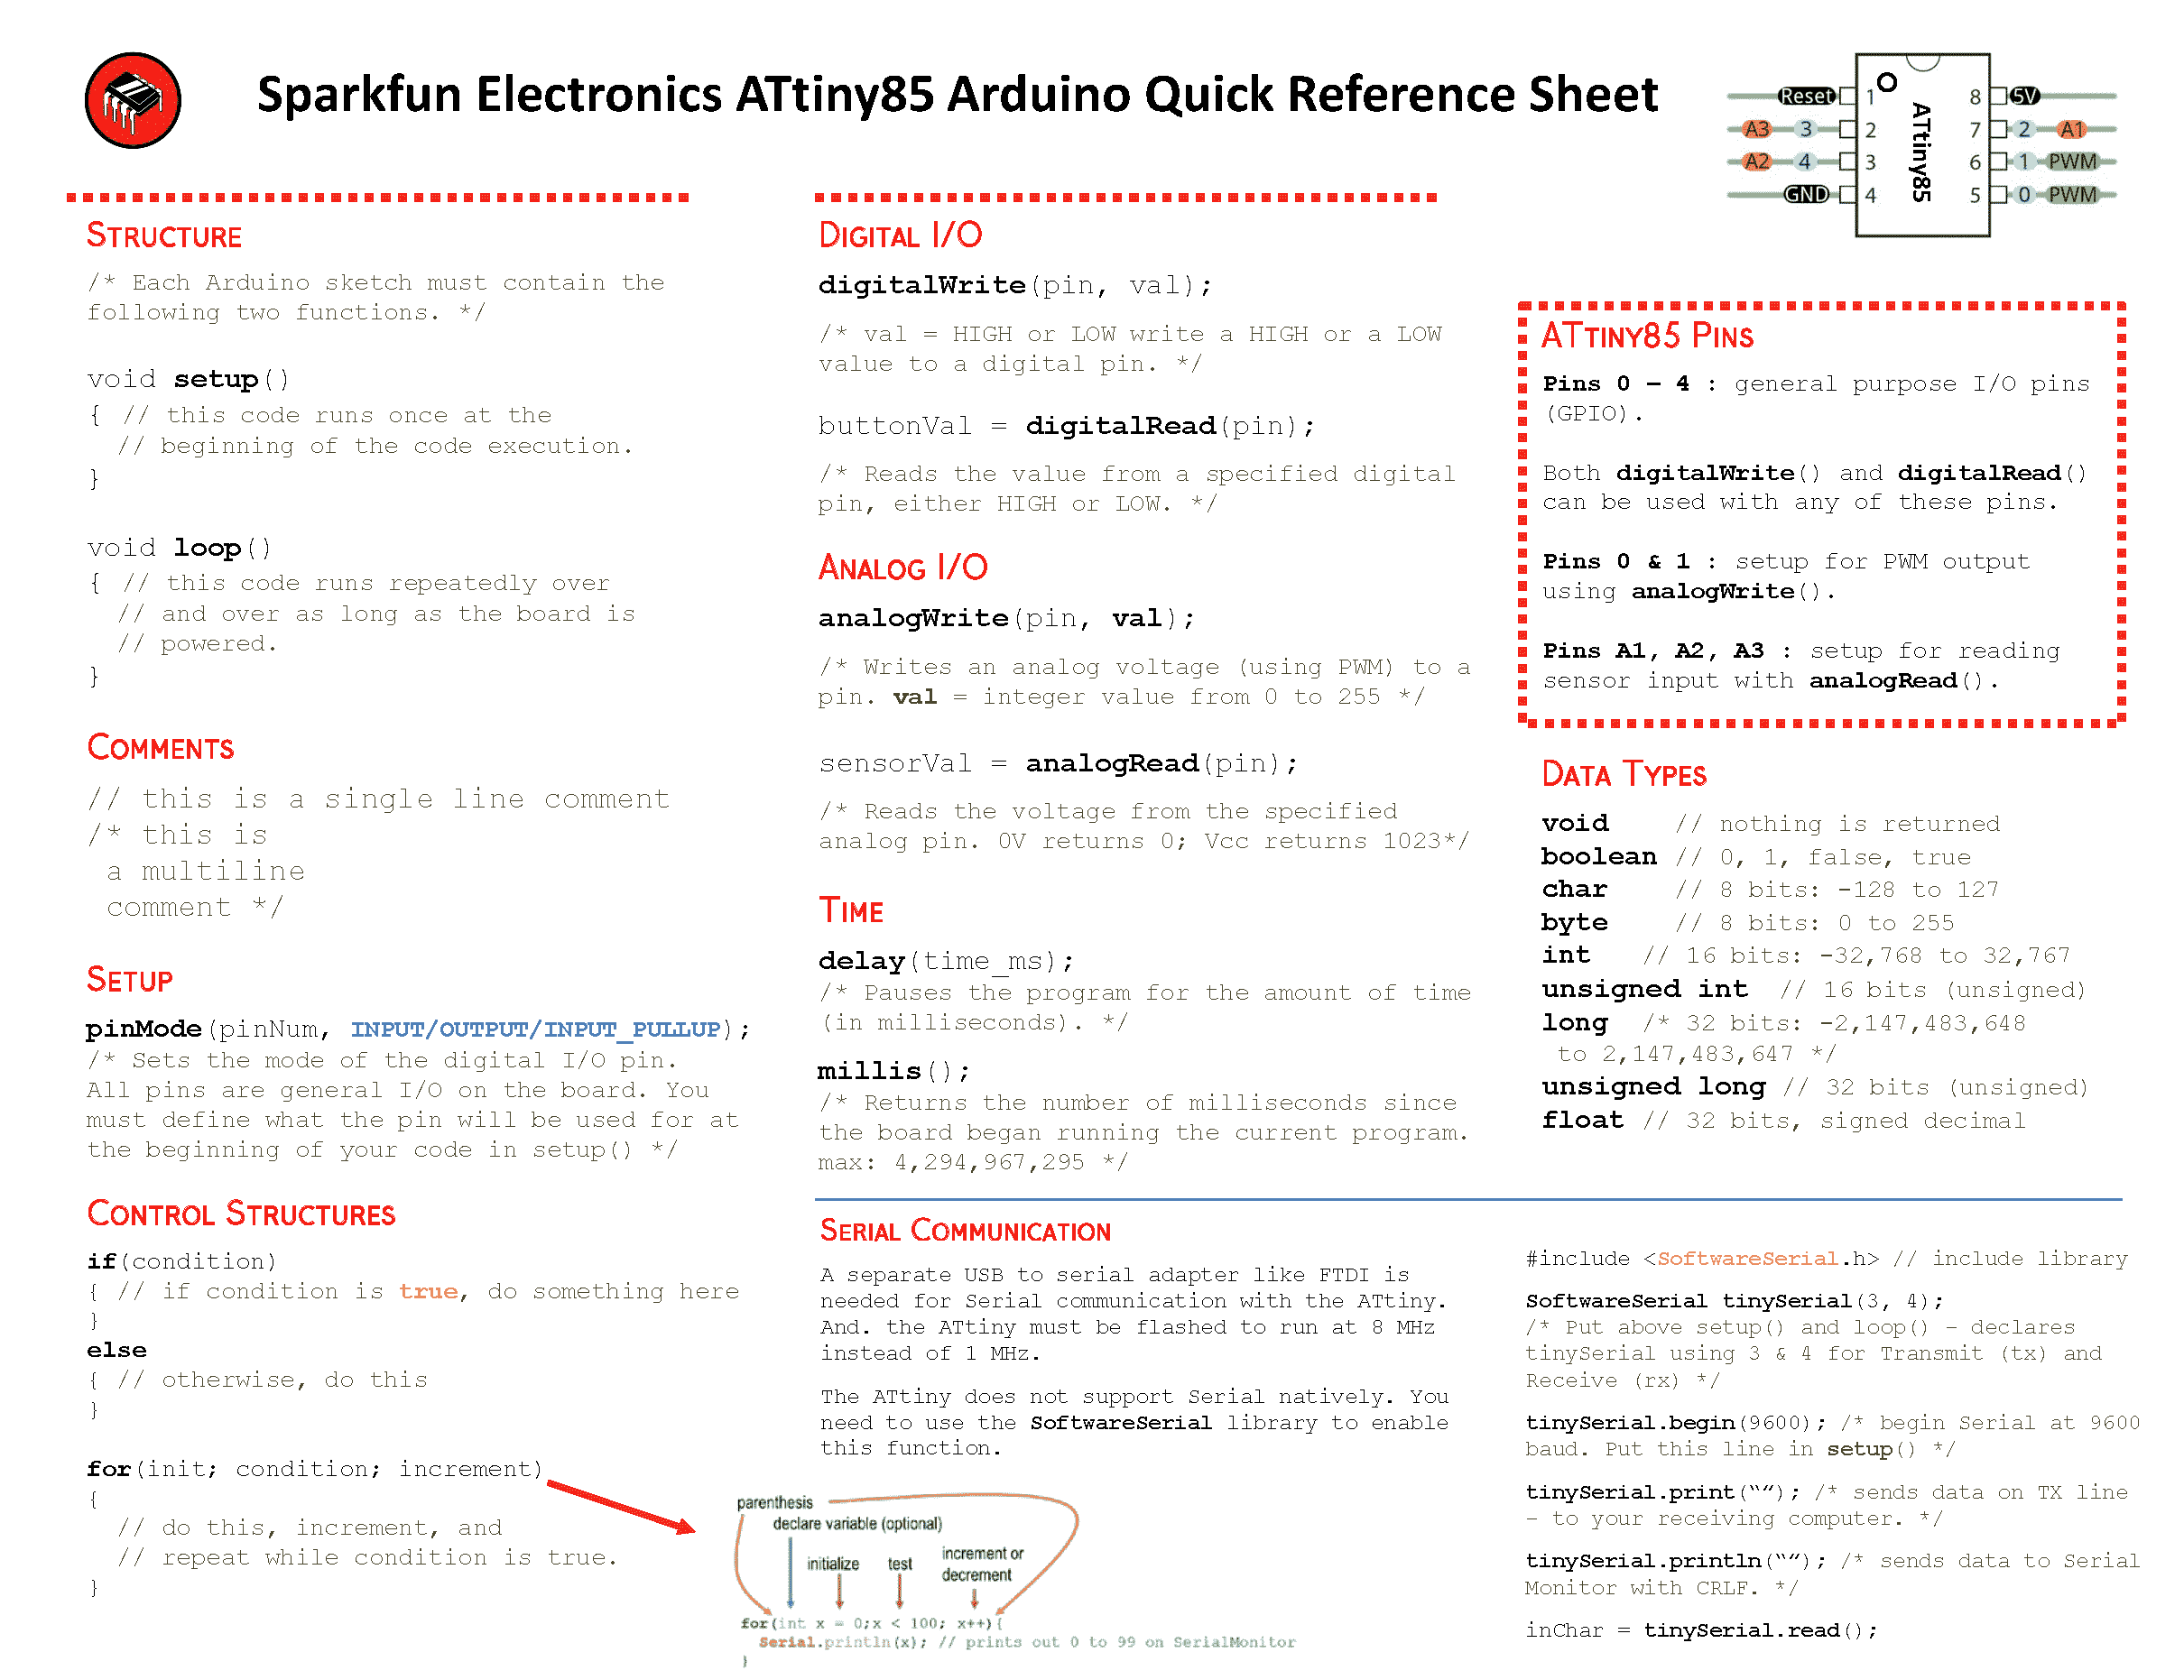 Sparkfun Electronics ATtiny85 Arduino Quick Reference Sheet
Reset 1 8 5V
A3 3 2 7 2 A1
A2 4 3 6 1 PWM
GND 4 5 0 PWM
ATtiny85
STRUCTURE
/* Each Arduino sketch must contain the
following two functions. */
void setup()
{ // this code runs once at the
// beginning of the code execution.
}
void loop()
{ // this code runs repeatedly over
// and over as long as the board is
// powered.
}
COMMENTS
// this is a single line comment
/* this is
a multiline
comment */
SETUP
pinMode(pinNum, INPUT/OUTPUT/INPUT_PULLUP);
/* Sets the mode of the digital I/O pin.
All pins are general I/O on the board. You
must define what the pin will be used for at
the beginning of your code in setup() */
CONTROL STRUCTURES
if(condition)
{ // if condition is true, do something here
}
else
{ // otherwise, do this
}
for(init; condition; increment)
{
// do this, increment, and
// repeat while condition is true.
}
DIGITAL I/O
digitalWrite(pin, val);
/* val = HIGH or LOW write a HIGH or a LOW
value to a digital pin. */
buttonVal = digitalRead(pin);
/* Reads the value from a specified digital
pin, either HIGH or LOW. */
ANALOG I/O
analogWrite(pin, val);
/* Writes an analog voltage (using PWM) to a
pin. val = integer value from 0 to 255 */
sensorVal = analogRead(pin);
/* Reads the voltage from the specified
analog pin. 0V returns 0; Vcc returns 1023*/
TIME
delay(time_ms);
/* Pauses the program for the amount of time
(in milliseconds). */
millis();
/* Returns the number of milliseconds since
the board began running the current program.
max: 4,294,967,295 */
ATTINY85 PINS
Pins 0 – 4 : general purpose I/O pins
(GPIO).
Both digitalWrite() and digitalRead()
can be used with any of these pins.
Pins 0 & 1 : setup for PWM output
using analogWrite().
Pins A1, A2, A3 : setup for reading
sensor input with analogRead().
DATA TYPES
void // nothing is returned
boolean // 0, 1, false, true
char // 8 bits: -128 to 127
byte // 8 bits: 0 to 255
int // 16 bits: -32,768 to 32,767
unsigned int // 16 bits (unsigned)
long /* 32 bits: -2,147,483,648
to 2,147,483,647 */
unsigned long // 32 bits (unsigned)
float // 32 bits, signed decimal
SERIAL COMMUNICATION
A separate USB to serial adapter like FTDI is
needed for Serial communication with the ATtiny.
And. the ATtiny must be flashed to run at 8 MHz
instead of 1 MHz.
The ATtiny does not support Serial natively. You
need to use the SoftwareSerial library to enable
this function.
parenthesis
declare variable (optional)
initialize test increment or
decrement
for(int x = 0;x < 100; x++){
Serial.println(x); // prints out 0 to 99 on SerialMonitor
}
#include <SoftwareSerial.h> // include library
SoftwareSerial tinySerial(3, 4);
/* Put above setup() and loop() – declares
tinySerial using 3 & 4 for Transmit (tx) and
Receive (rx) */
tinySerial.begin(9600); /* begin Serial at 9600
baud. Put this line in setup() */
tinySerial.print(“”); /* sends data on TX line
– to your receiving computer. */
tinySerial.println(“”); /* sends data to Serial
Monitor with CRLF. */
inChar = tinySerial.read();